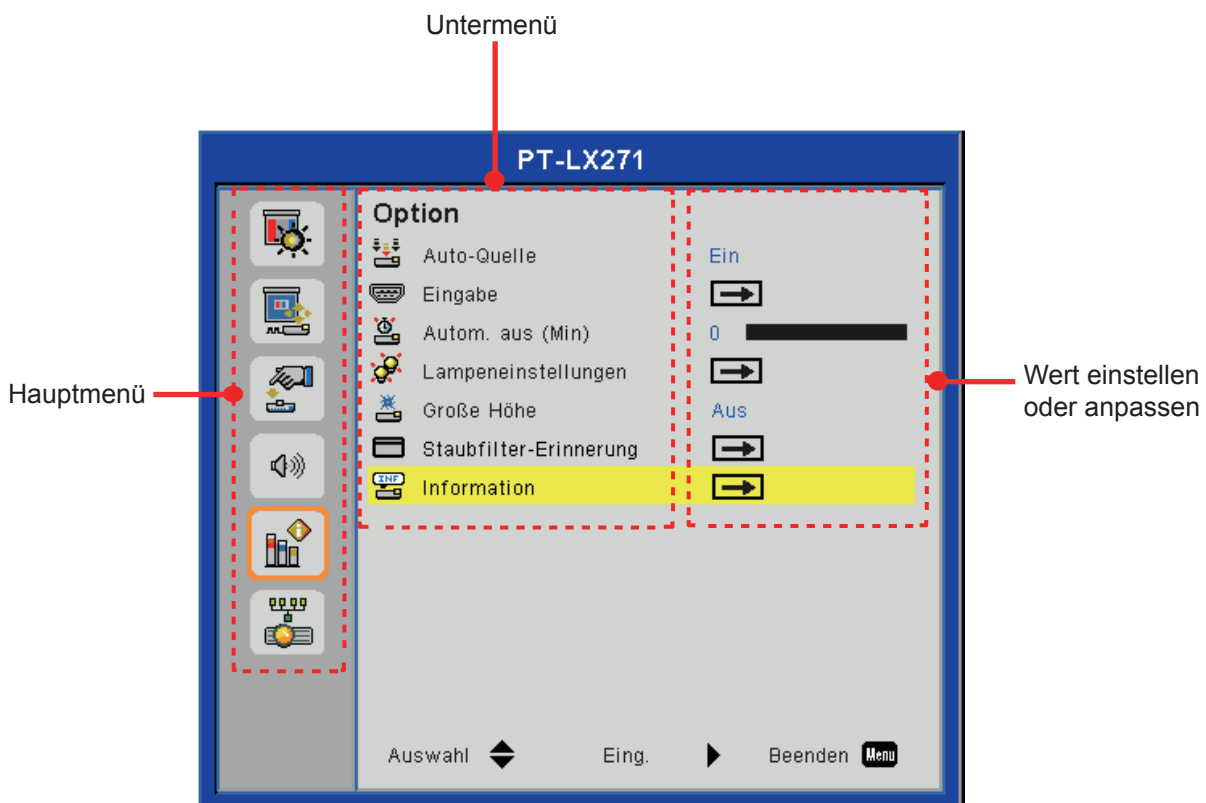 Untermenü
PT-LX271
Option
Auto-Quelle Ein
Eingabe
Autom. aus (Min) 0
Lampeneinstellungen
Große Höhe Aus
Staubfilter-Erinnerung
INF Information
Hauptmenü
Wert einstellen
oder anpassen
Auswahl Eing. Beenden Menu